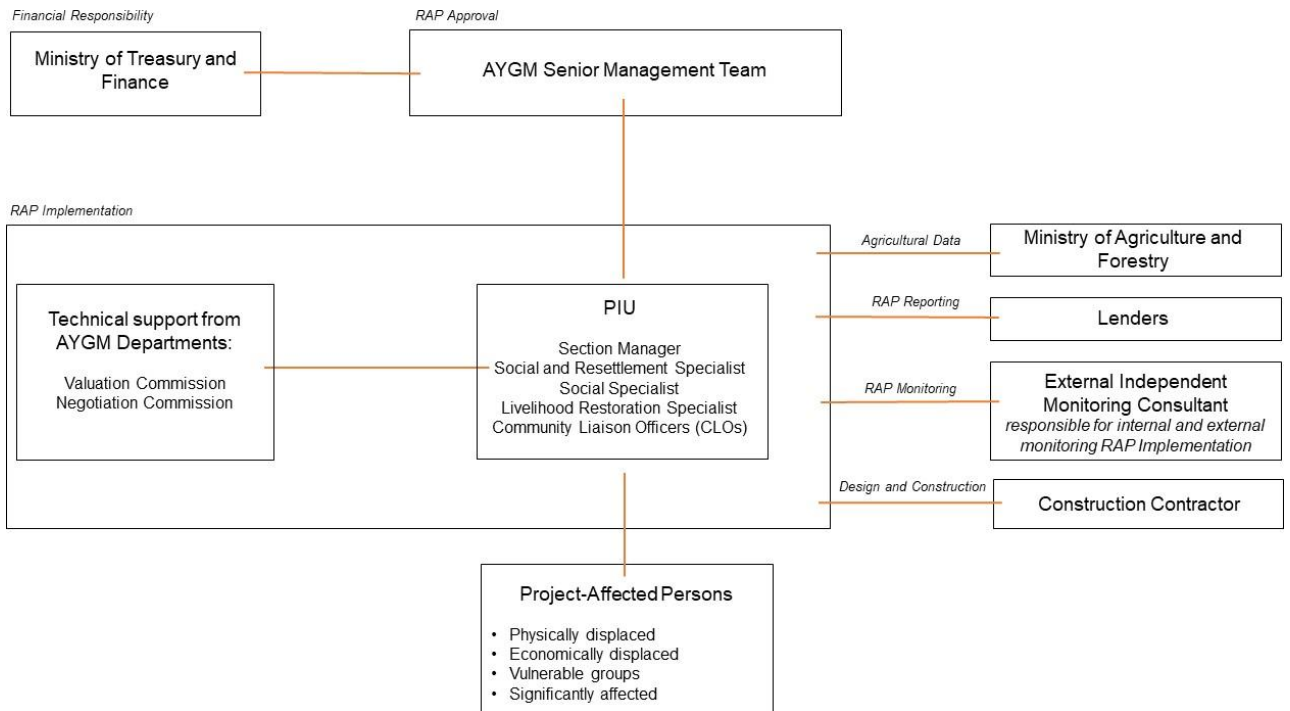 Financial Responsibility
RAP Approval
Ministry of Treasury and
Finance
AYGM Senior Management Team
RAP Implementation
Technical support from
AYGM Departments:
Valuation Commission
Negotiation Commission
PIU
Section Manager
Social and Resettlement Specialist
Social Specialist
Livelihood Restoration Specialist
Community Liaison Officers (CLOs)
Agricultural Data
Ministry of Agriculture and
Forestry
RAP Reporting
Lenders
RAP Monitoring
External Independent
Monitoring Consultant
responsible for internal and external
monitoring RAP Implementation
Design and Construction
Construction Contractor
Project-Affected Persons
• Physically displaced
• Economically displaced
• Vulnerable groups
• Significantly affected